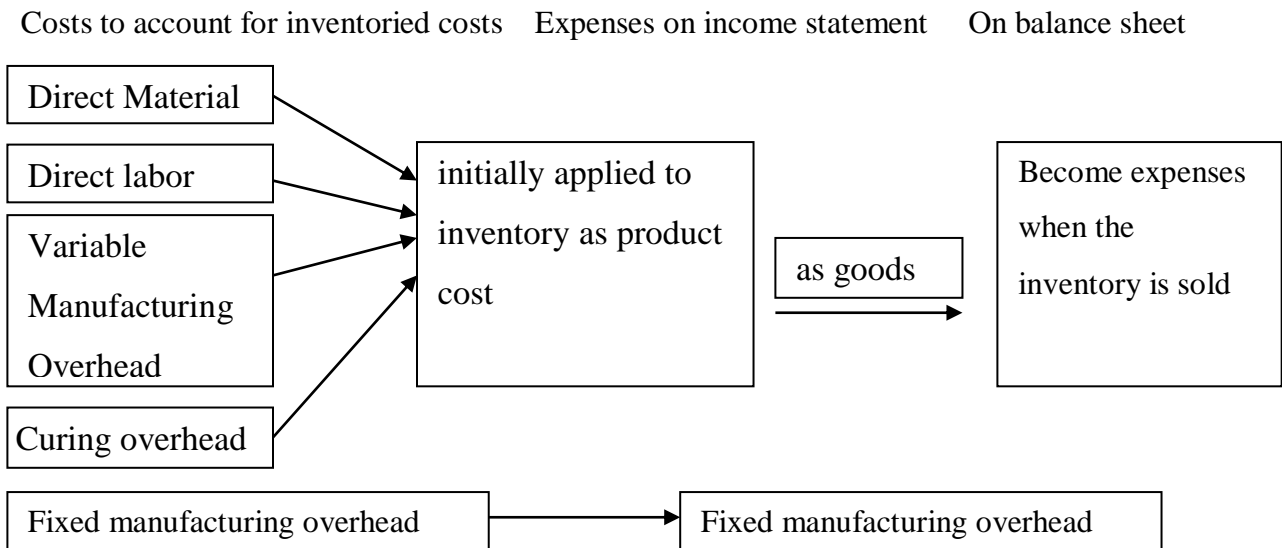 Costs to account for inventoried costs Expenses on income statement On balance sheet
Direct Material
Direct labor
Variable
Manufacturing
Overhead
Curing overhead
initially applied to
inventory as product
cost
as goods
Become expenses
when the
inventory is sold
Fixed manufacturing overhead
Fixed manufacturing overhead